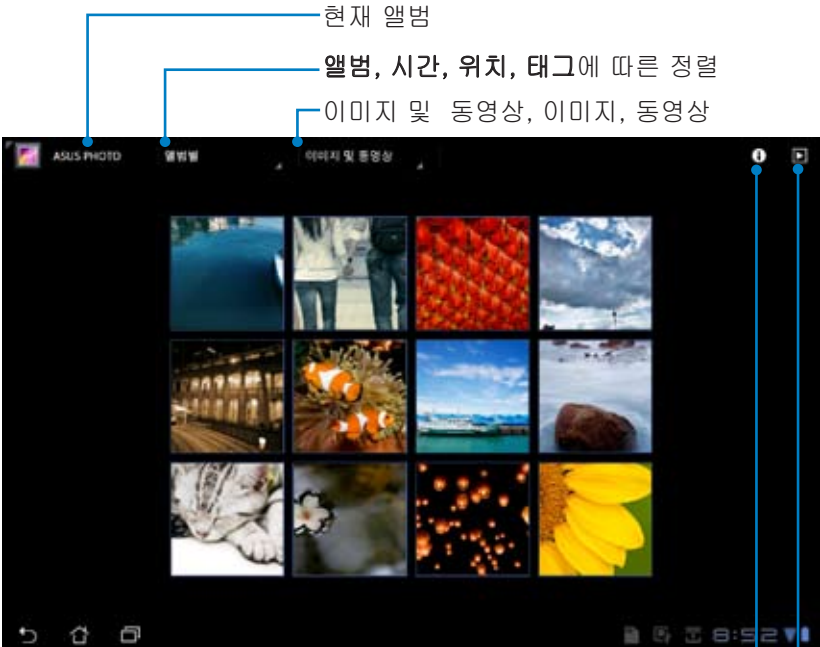 현재 앨범
앨범, 시간, 위치, 태그에 따른 정렬
이미지 및 동영상, 이미지, 동영상
ASUS PHOTO 앨범별 이미지 및 동영상
8:52